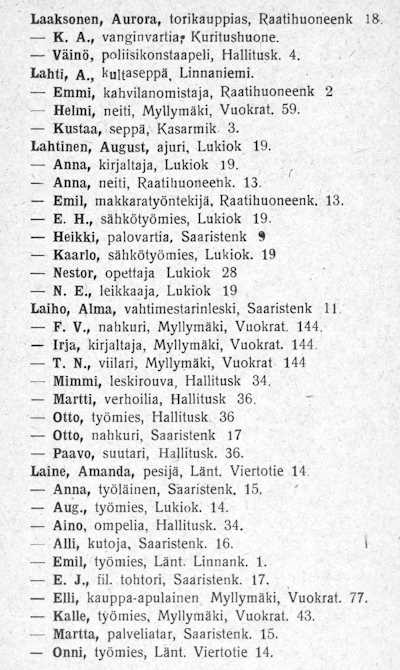 Laaksonen, Aurora, torikauppias, Raatihuoneenk 18.
— K. A., vanginvartia, Kuritushuone.
— Väinö, poliisikonstaapeli, Hallitusk. 4.
Lahti, A., kultaseppä, Linnaniemi.
— Emmi, kahvilanomistaja, Raatihuoneenk 2
— Helmi, neiti, Myllymäki, Vuokrat. 59.
— Kustaa, seppä, Kasarmik 3.
Lahtinen, August, ajuri, Lukiok 19.
— Anna, kirjaltaja, Lukiok 19.
— Anna, neiti, Raatihuoneenk. 13.
— Emil, makkaratyöntekijä, Raatihuoneenk. 13.
— E. H., sähkötyömies, Lukiok 19.
— Heikki, palovartia, Saaristenk 9
— Kaarlo, sähkötyömies, Lukiok. 19
— Nestor, opettaja Lukiok 28
— N. E., leikkaaja, Lukiok 19
Laiho, Alma, vahtimestarinleski, Saaristenk 11.
— F. V., nahkuri, Myllymäki, Vuokrat. 144.
— Irja, kirjaltaja, Myllymäki, Vuokrat. 144.
— T. N., viilari, Myllymäki, Vuokrat 144
— Mimmi, leskirouva, Hallitusk 34.
— Martti, verhoilia, Hallitusk 36.
— Otto, työmies, Hallitusk 36
— Otto, nahkuri, Saaristenk 17
— Paavo, suutari, Hallitusk. 36.
Laine, Amanda, pesijä, Länt. Viertotie 14.
— Anna, työläinen, Saaristenk. 15.
— Aug., työmies, Lukiok. 14.
— Aino, ompelia, Hallitusk. 34.
— Alli, kutoja, Saaristenk. 16.
— Emil, työmies, Länt. Linnank. 1.
— E. J., fil. tohtori, Saaristenk. 17.
— Elli, kauppa-apulainen Myllymäki, Vuokrat. 77.
— Kalle, työmies, Myllymäki, Vuokrat. 43.
— Martta, palveliatar, Saaristenk. 15.
— Onni, työmies, Länt. Viertotie 14.